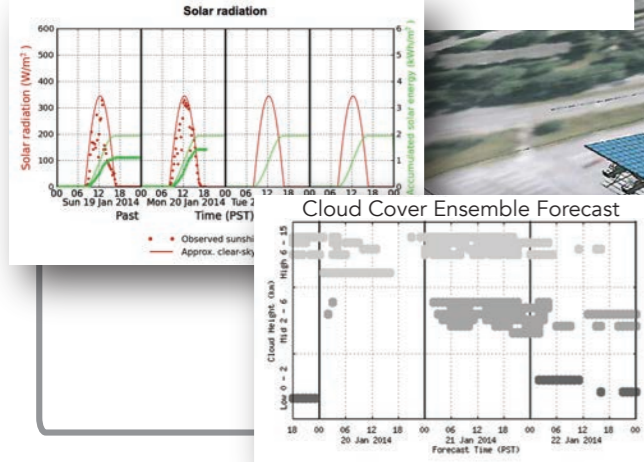 Solar radiation
Solar radiation (W/m²)
600
500
400
300
200
100
0
6
5
4
3
2
1
0
Accumulated solar energy (kWh/m²)
00 06 12 18 00 06 12 18 00 06 12 18 00 06 12 18 00
Sun 19 Jan 2014 Mon 20 Jan 2014 Tue 2
Past Time (PST)
Observed
Approx. clear-sky
Cloud Cover Ensemble Forecast
Cloud Height (km)
High 6 - 15
Mid 2 - 6
Low 0 - 2
18 00 06 12 18 00 06 12 18 00 06 12 18 00
20 Jan 2014 21 Jan 2014 22 Jan 2014
Forecast Time (PST)